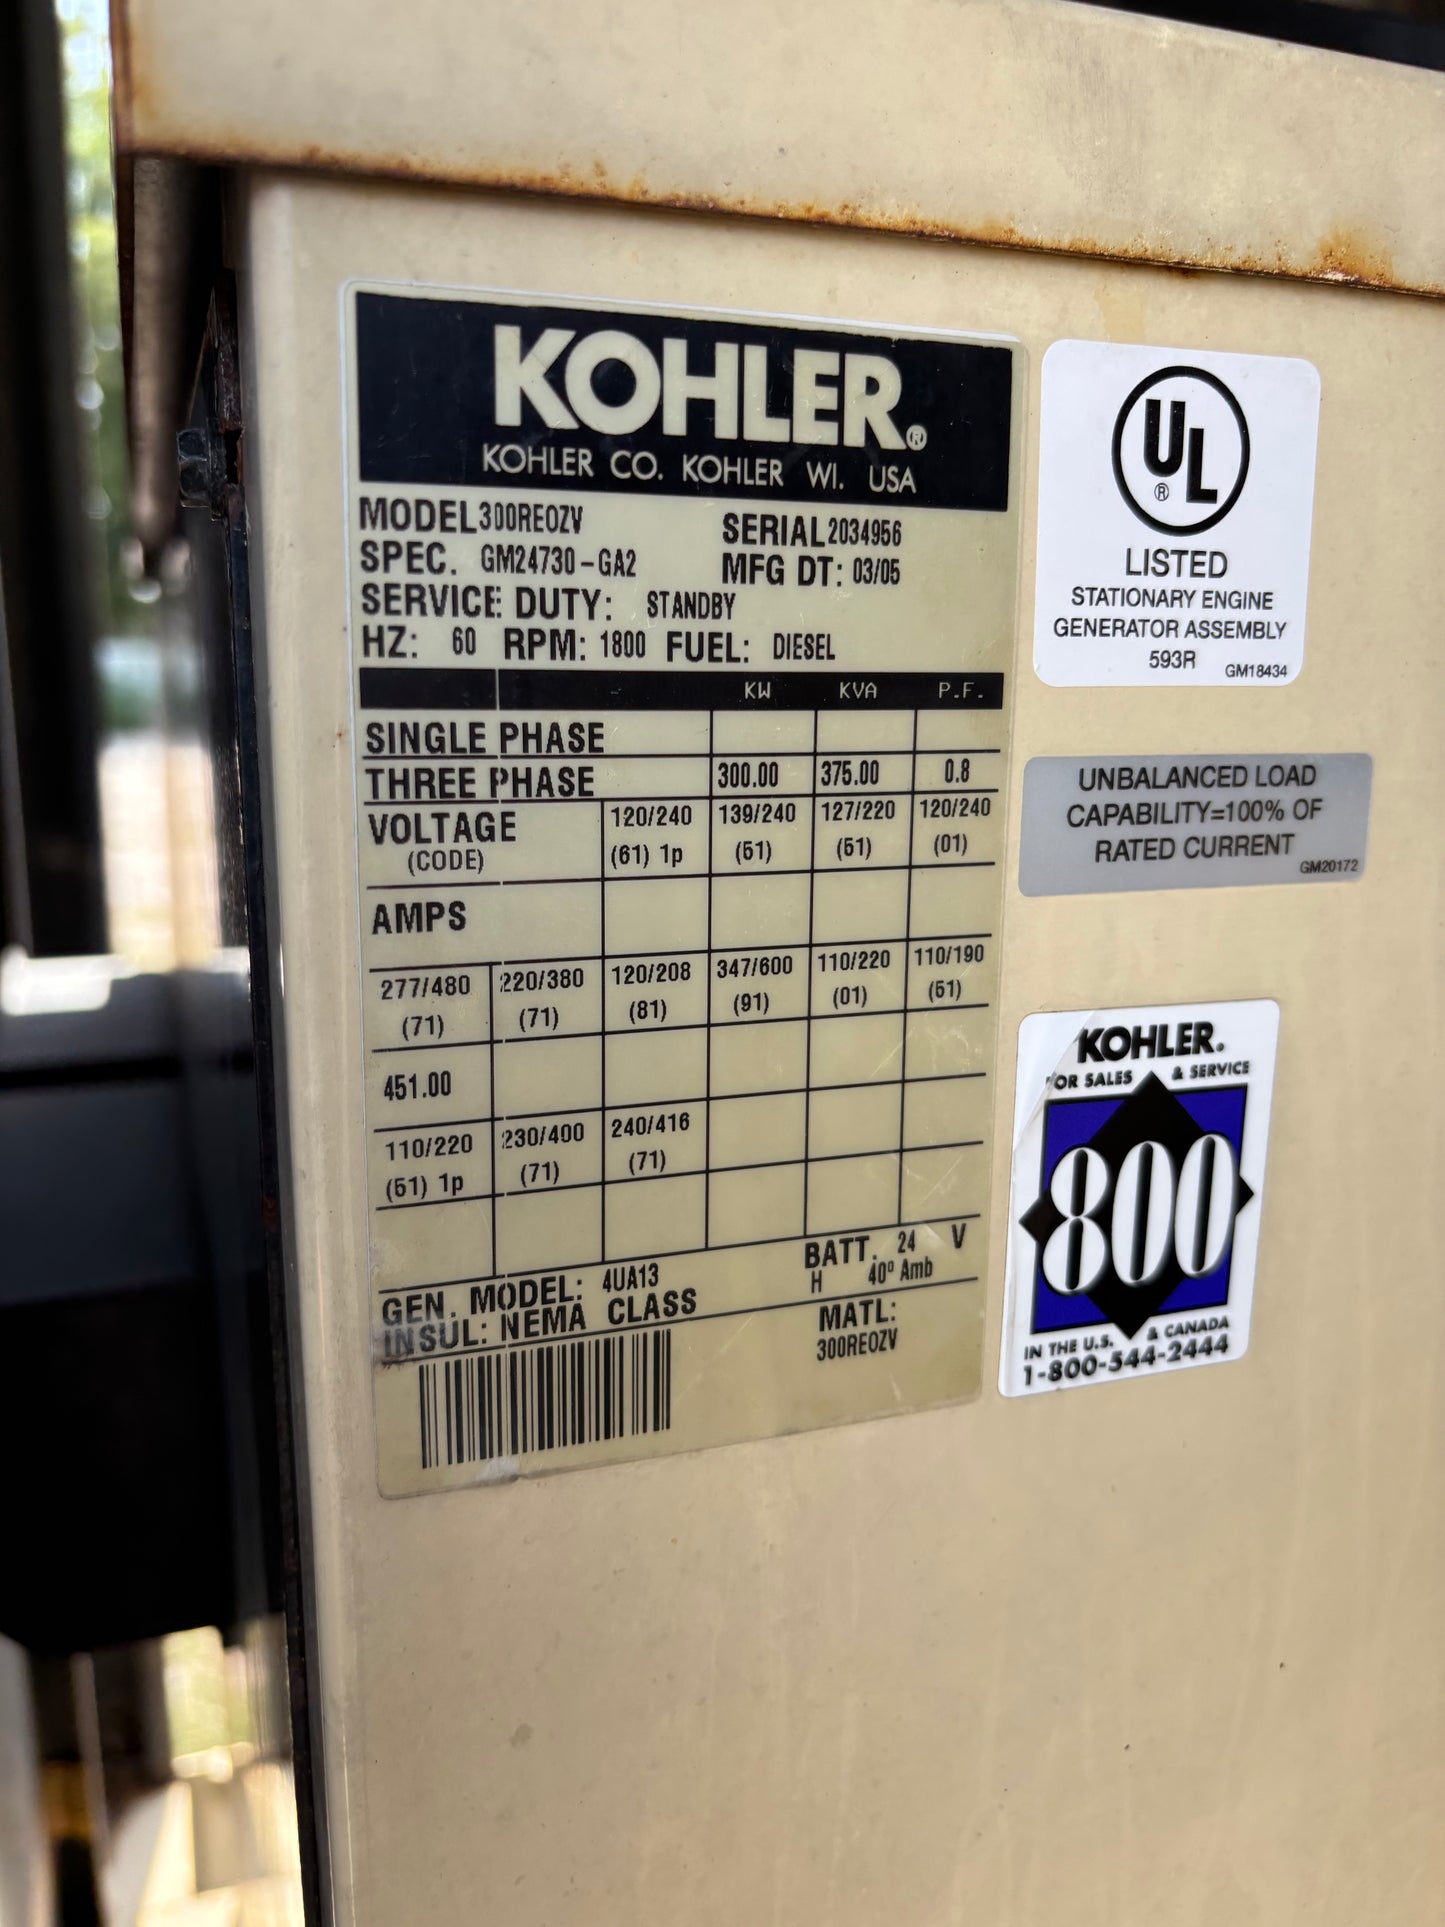 KOHLER®
KOHLER CO. KOHLER WI. USA
MODEL 300REOZV SERIAL 2034956
SPEC. GM24730-GA2 MFG DT: 03/05
SERVICE DUTY: STANDBY
HZ: 60 RPM: 1800 FUEL: DIESEL
- KW KVA P.F.
SINGLE PHASE
THREE PHASE 300.00 375.00 0.8
VOLTAGE 120/240 139/240 127/220 120/240
(CODE) (61) 1p (51) (51) (01)
AMPS
277/480 220/380 120/208 347/600 110/220 110/190
(71) (71) (81) (91) (01) (51)
451.00
110/220 230/400 240/416
(51) 1p (71) (71)
GEN. MODEL: 4UA13 BATT. 24 V
INSUL: NEMA CLASS H 40º Amb
MATL:
300REOZV
UL
®
LISTED
STATIONARY ENGINE
GENERATOR ASSEMBLY
593R GM18434
UNBALANCED LOAD
CAPABILITY=100% OF
RATED CURRENT
GM20172
KOHLER.
FOR SALES & SERVICE
800
IN THE U.S. & CANADA
1-800-544-2444